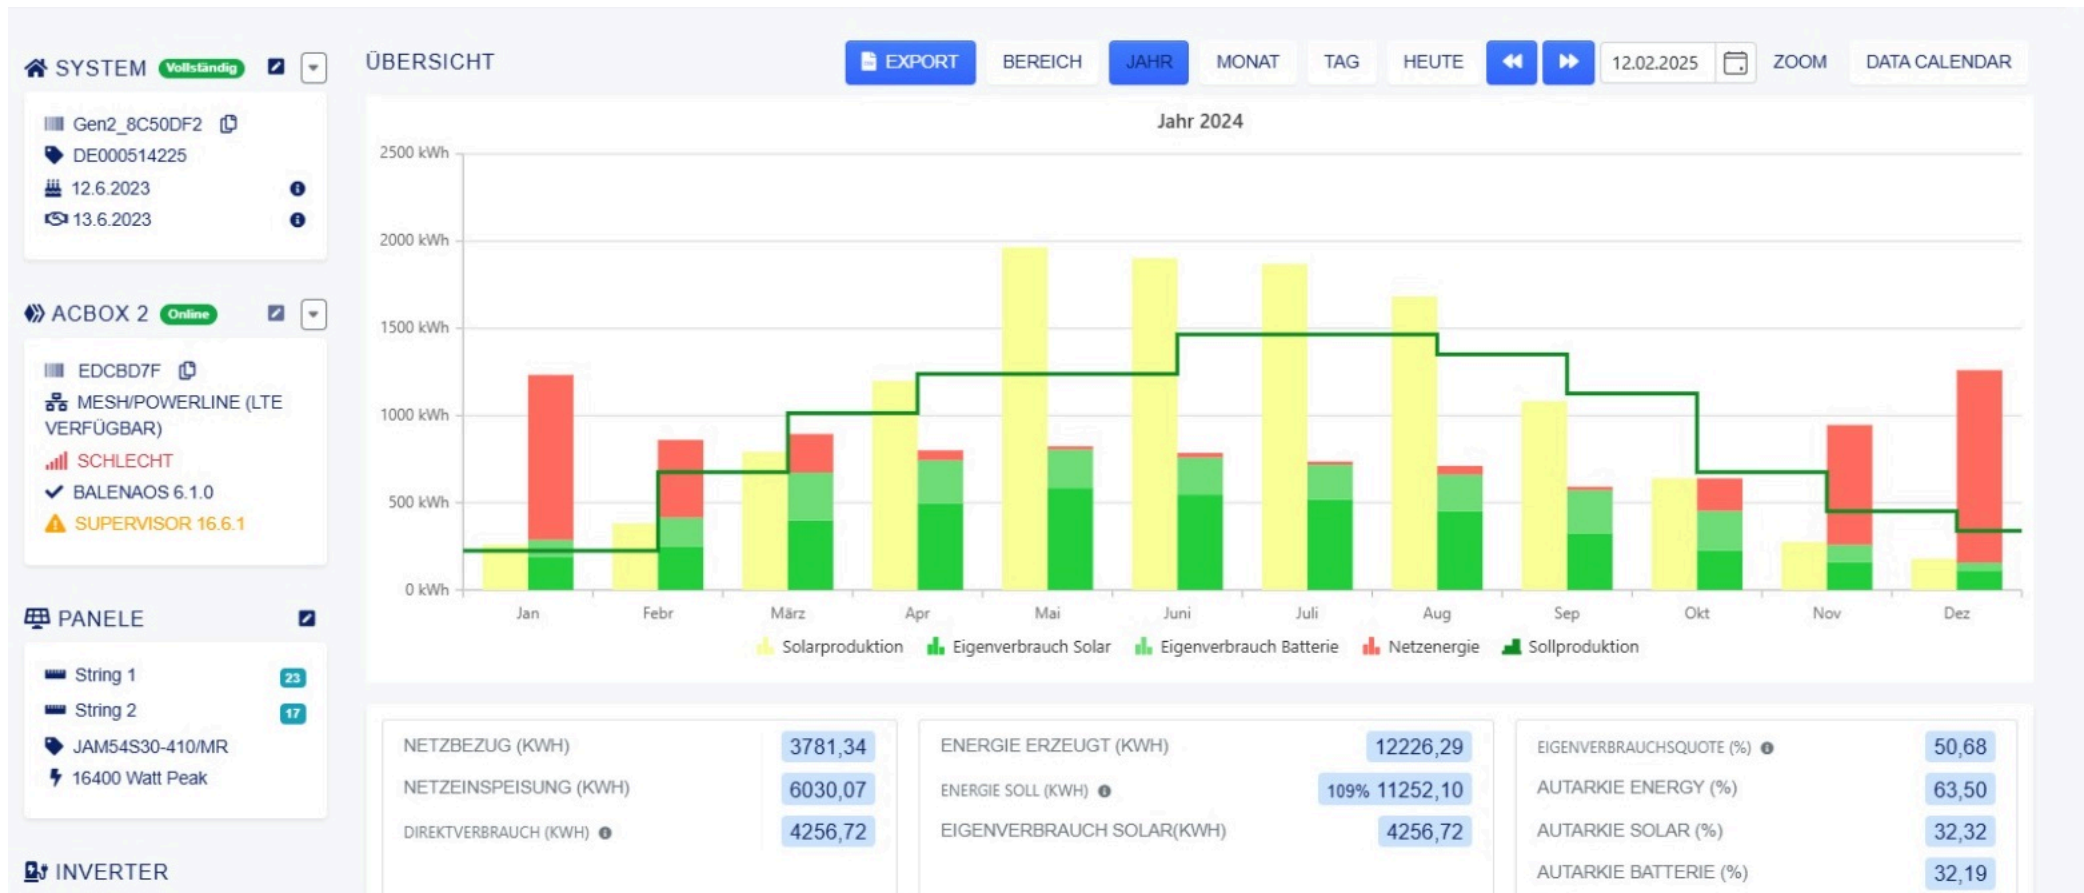 SYSTEM Vollständig
Gen2_8C50DF2
DE000514225
12.6.2023
13.6.2023
ACBOX 2 Online
EDCBD7F
MESH/POWERLINE (LTE
VERFÜGBAR)
SCHLECHT
BALENAOS 6.1.0
SUPERVISOR 16.6.1
PANELE
String 1 23
String 2 17
JAM54S30-410/MR
16400 Watt Peak
INVERTER
ÜBERSICHT EXPORT BEREICH JAHR MONAT TAG HEUTE 12.02.2025 ZOOM DATA CALENDAR
Jahr 2024
2500 kWh
2000 kWh
1500 kWh
1000 kWh
500 kWh
0 kWh
Jan Febr März Apr Mai Juni Juli Aug Sep Okt Nov Dez
Solarproduktion Eigenverbrauch Solar Eigenverbrauch Batterie Netzenergie Sollproduktion
NETZBEZUG (KWH) 3781,34
NETZEINSPEISUNG (KWH) 6030,07
DIREKTVERBRAUCH (KWH) 4256,72
ENERGIE ERZEUGT (KWH) 12226,29
ENERGIE SOLL (KWH) 109% 11252,10
EIGENVERBRAUCH SOLAR(KWH) 4256,72
EIGENVERBRAUCHSQUOTE (%) 50,68
AUTARKIE ENERGY (%) 63,50
AUTARKIE SOLAR (%) 32,32
AUTARKIE BATTERIE (%) 32,19